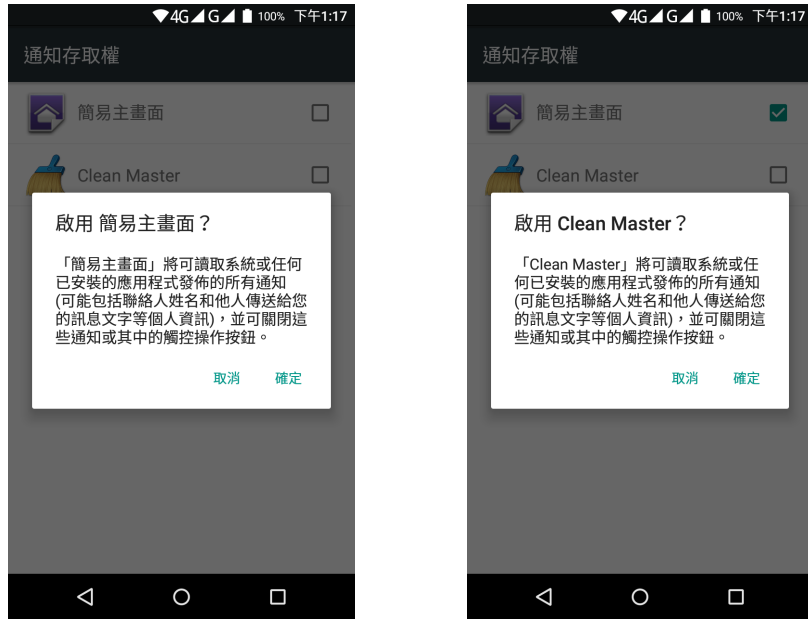 4G G 100% 下午1:17
通知存取權
簡易主畫面
Clean Master
啟用 簡易主畫面？
「簡易主畫面」將可讀取系統或任何
已安裝的應用程式發佈的所有通知
(可能包括聯絡人姓名和他人傳送給您
的訊息文字等個人資訊)，並可關閉這
些通知或其中的觸控操作按鈕。
取消 確定
4G G 100% 下午1:17
通知存取權
簡易主畫面
Clean Master
啟用 Clean Master？
「Clean Master」將可讀取系統或任
何已安裝的應用程式發佈的所有通知
(可能包括聯絡人姓名和他人傳送給您
的訊息文字等個人資訊)，並可關閉這
些通知或其中的觸控操作按鈕。
取消 確定